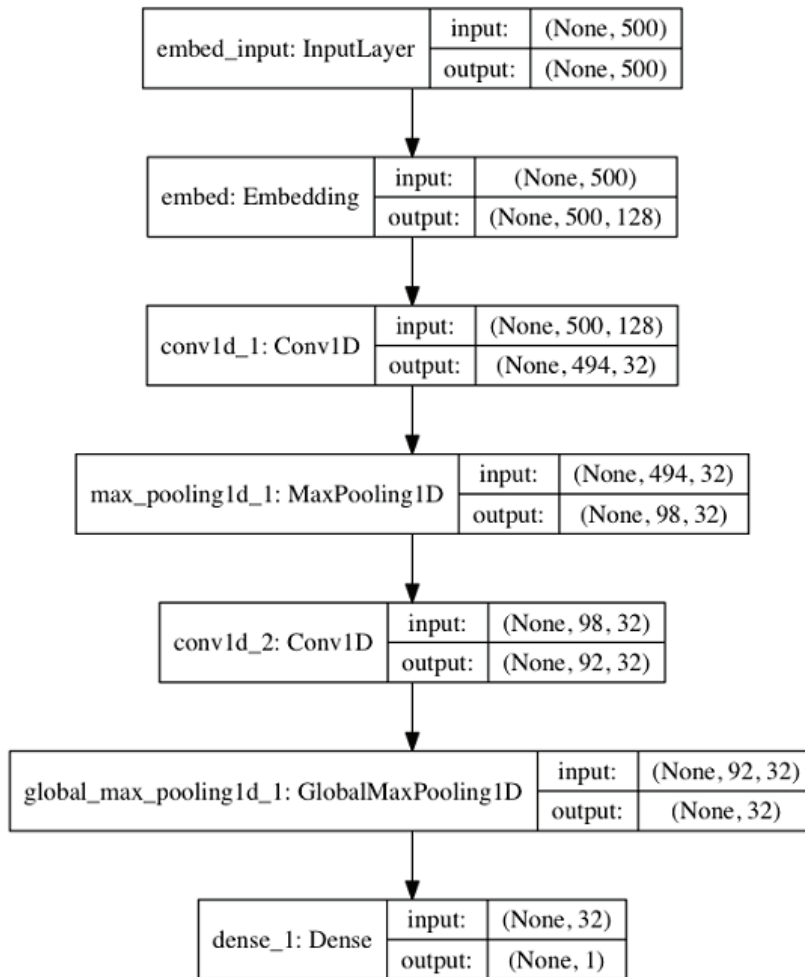 embed_input: InputLayer
input: (None, 500)
output: (None, 500)
embed: Embedding
input: (None, 500)
output: (None, 500, 128)
conv1d_1: Conv1D
input: (None, 500, 128)
output: (None, 494, 32)
max_pooling1d_1: MaxPooling1D
input: (None, 494, 32)
output: (None, 98, 32)
conv1d_2: Conv1D
input: (None, 98, 32)
output: (None, 92, 32)
global_max_pooling1d_1: GlobalMaxPooling1D
input: (None, 92, 32)
output: (None, 32)
dense_1: Dense
input: (None, 32)
output: (None, 1)